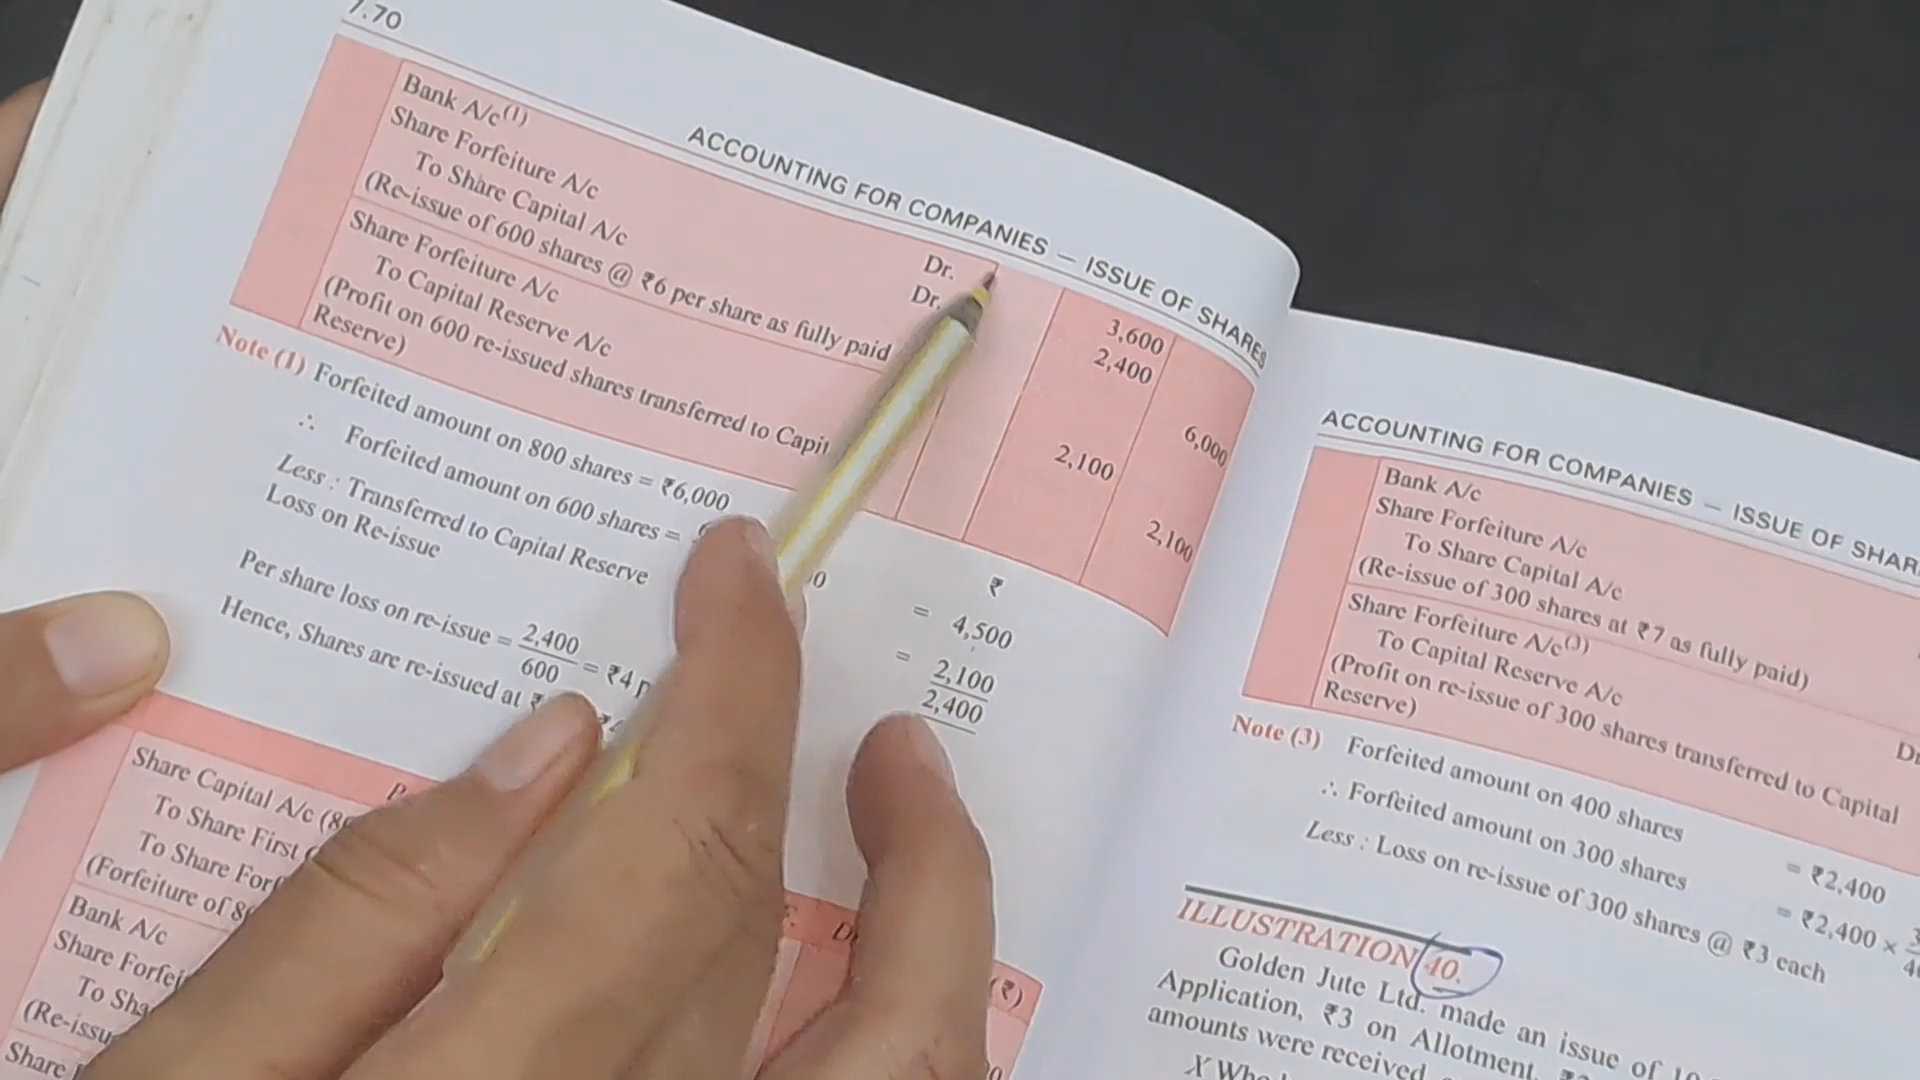 7.70
ACCOUNTING FOR COMPANIES – ISSUE OF SHARES
Bank A/c(1) Dr. 3,600
Share Forfeiture A/c Dr. 2,400
To Share Capital A/c 6,000
(Re-issue of 600 shares @ ₹6 per share as fully paid
Share Forfeiture A/c 2,100
To Capital Reserve A/c 2,100
(Profit on 600 re-issued shares transferred to Capit
Reserve)
₹
Note (1) Forfeited amount on 800 shares = ₹6,000
∴ Forfeited amount on 600 shares = = 4,500
Less : Transferred to Capital Reserve = 2,100
Loss on Re-issue 2,400
Per share loss on re-issue = 2,400/600 = ₹4 p
Hence, Shares are re-issued at ₹
(₹)
Share Capital A/c (8
To Share First
To Share For
(Forfeiture of 8
Bank A/c
Share Forfei
To Sha
(Re-issu
Share
ACCOUNTING FOR COMPANIES – ISSUE OF SHAR
Bank A/c
Share Forfeiture A/c
To Share Capital A/c
(Re-issue of 300 shares at ₹7 as fully paid)
Share Forfeiture A/c(3) D
To Capital Reserve A/c
(Profit on re-issue of 300 shares transferred to Capital
Reserve)
Note (3) Forfeited amount on 400 shares = ₹2,400
∴ Forfeited amount on 300 shares = ₹2,400 ×
Less : Loss on re-issue of 300 shares @ ₹3 each
ILLUSTRATION 40.
Golden Jute Ltd. made an issue of 10
Application, ₹3 on Allotment,
amounts were received
X Who